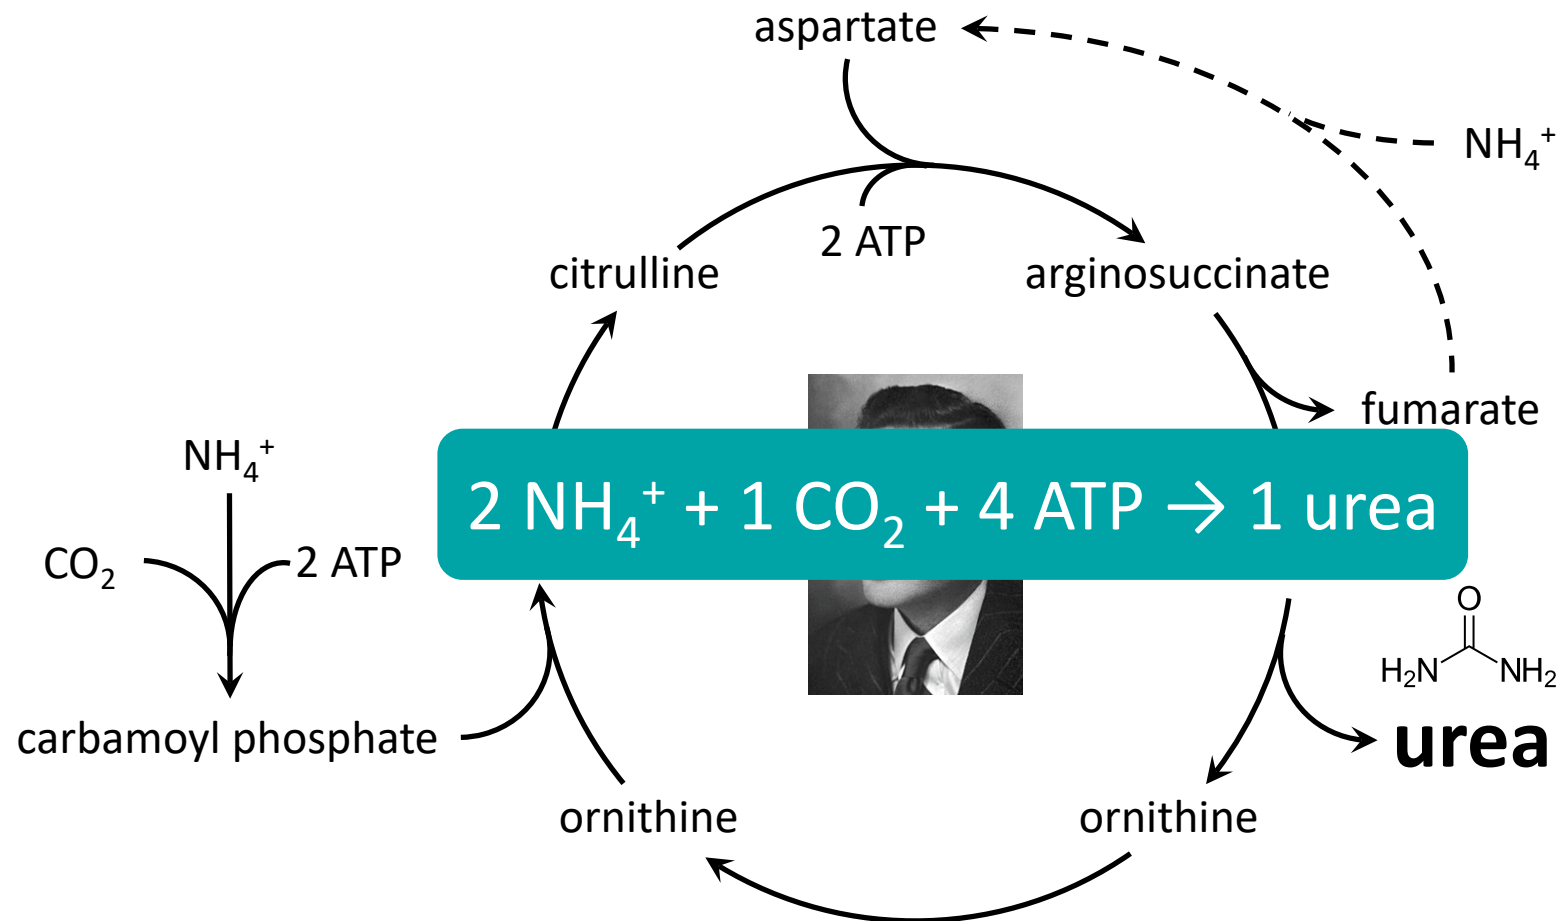 aspartate
NH₄⁺
2 ATP
citrulline
arginosuccinate
fumarate
NH₄⁺
2 NH₄⁺ + 1 CO₂ + 4 ATP → 1 urea
CO₂
2 ATP
O
H₂N
NH₂
carbamoyl phosphate
urea
ornithine
ornithine